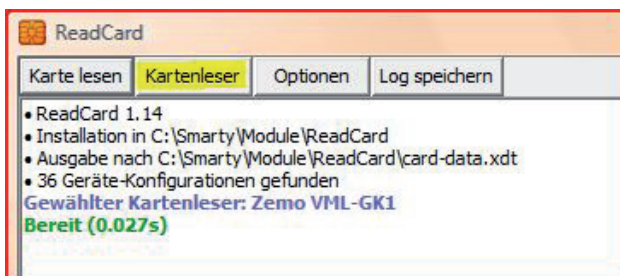 ReadCard
Karte lesen Kartenleser Optionen Log speichern
• ReadCard 1.14
• Installation in C:\Smarty\Module\ReadCard
• Ausgabe nach C:\Smarty\Module\ReadCard\card-data.xdt
• 36 Geräte-Konfigurationen gefunden
Gewählter Kartenleser: Zemo VML-GK1
Bereit (0.027s)